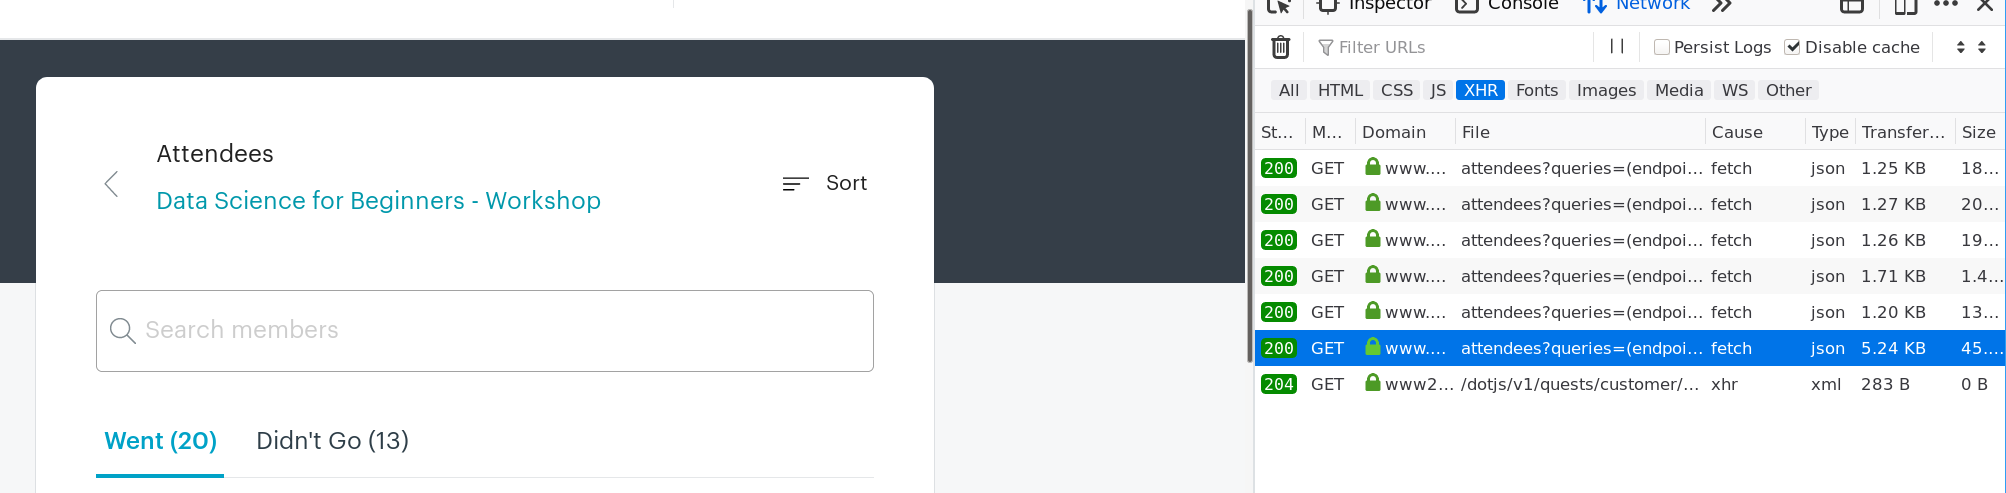 Attendees
Data Science for Beginners - Workshop
Sort
Search members
Went (20)
Didn't Go (13)
Inspector
Console
Network
Filter URLs
Persist Logs
Disable cache
All HTML CSS JS XHR Fonts Images Media WS Other
St... M... Domain File Cause Type Transfer... Size
200 GET www.... attendees?queries=(endpoi... fetch json 1.25 KB 18...
200 GET www.... attendees?queries=(endpoi... fetch json 1.27 KB 20...
200 GET www.... attendees?queries=(endpoi... fetch json 1.26 KB 19...
200 GET www.... attendees?queries=(endpoi... fetch json 1.71 KB 1.4...
200 GET www.... attendees?queries=(endpoi... fetch json 1.20 KB 13...
200 GET www.... attendees?queries=(endpoi... fetch json 5.24 KB 45....
204 GET www2... /dotjs/v1/quests/customer/... xhr xml 283 B 0 B